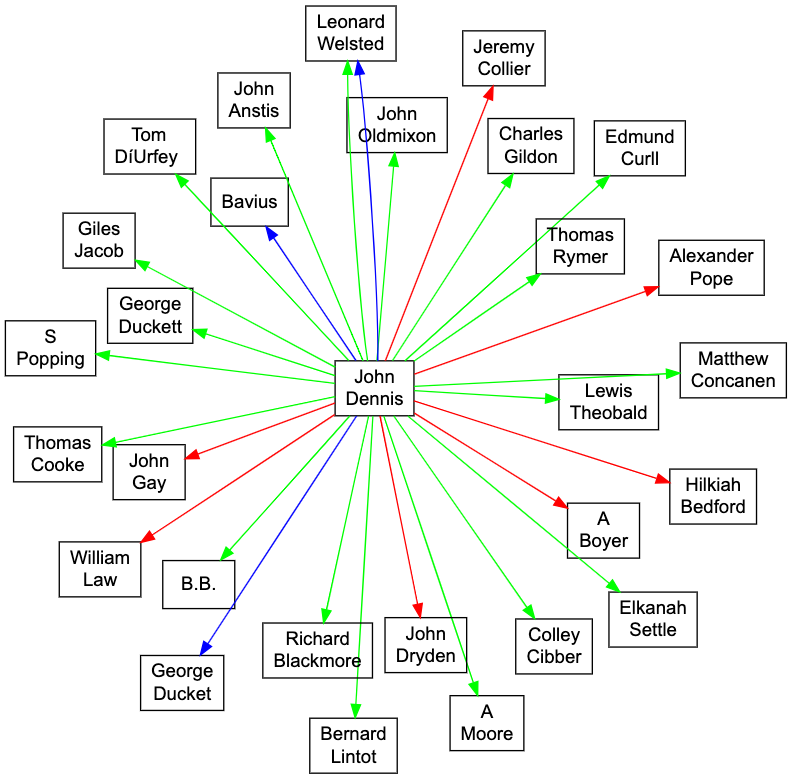 Leonard
Welsted
Jeremy
Collier
John
Anstis
John
Oldmixon
Tom
DíUrfey
Charles
Gildon
Edmund
Curll
Bavius
Giles
Jacob
Thomas
Rymer
Alexander
Pope
George
Duckett
S
Popping
John
Dennis
Matthew
Concanen
Lewis
Theobald
Thomas
Cooke
John
Gay
Hilkiah
Bedford
A
Boyer
William
Law
B.B.
Elkanah
Settle
Richard
Blackmore
John
Dryden
Colley
Cibber
George
Ducket
A
Moore
Bernard
Lintot